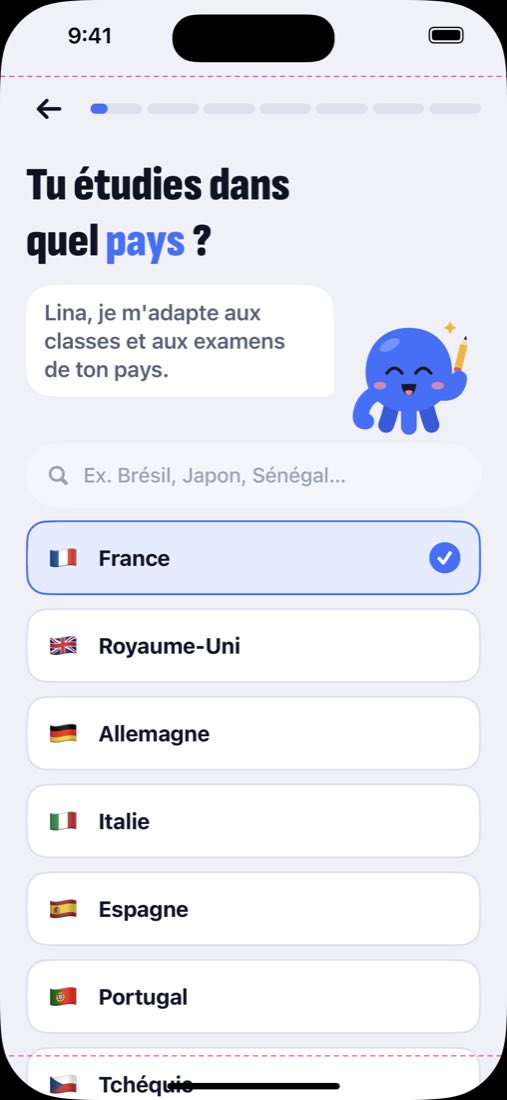 9:41
Tu étudies dans
quel pays ?
Lina, je m'adapte aux
classes et aux examens
de ton pays.
Ex. Brésil, Japon, Sénégal...
France
Royaume-Uni
Allemagne
Italie
Espagne
Portugal
Tchéquie